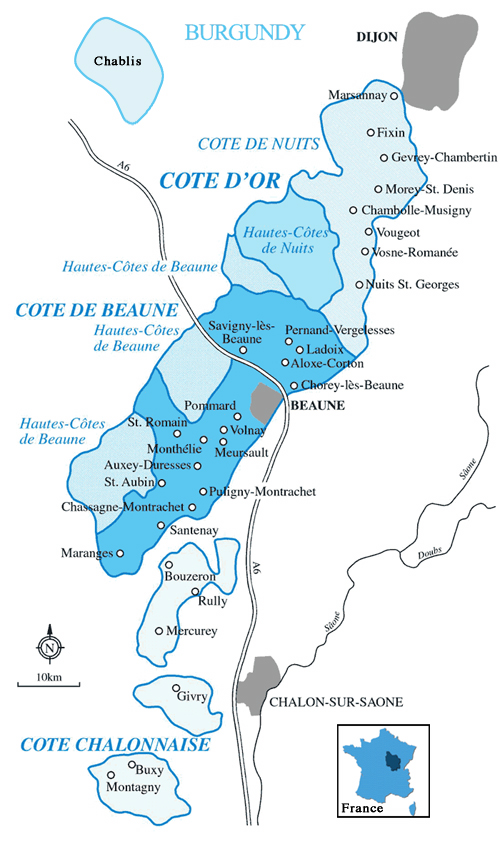 BURGUNDY
DIJON
Chablis
Marsannay
Fixin
COTE DE NUITS
Gevrey-Chambertin
A6
COTE D'OR
Morey-St. Denis
Chambolle-Musigny
Hautes-Côtes
de Nuits
Vougeot
Vosne-Romanée
Hautes-Côtes de Beaune
Nuits St. Georges
COTE DE BEAUNE
Hautes-Côtes
de Beaune
Savigny-lès-
Beaune
Pernand-Vergelesses
Ladoix
Aloxe-Corton
Chorey-lès-Beaune
BEAUNE
Pommard
Hautes-Côtes
de Beaune
St. Romain
Volnay
Monthélie
Meursault
Auxey-Duresses
St. Aubin
Puligny-Montrachet
Chassagne-Montrachet
Santenay
Maranges
Saône
Doubs
Bouzeron
A6
Rully
Saône
Mercurey
N
10km
Givry
CHALON-SUR-SAONE
COTE CHALONNAISE
Buxy
Montagny
France